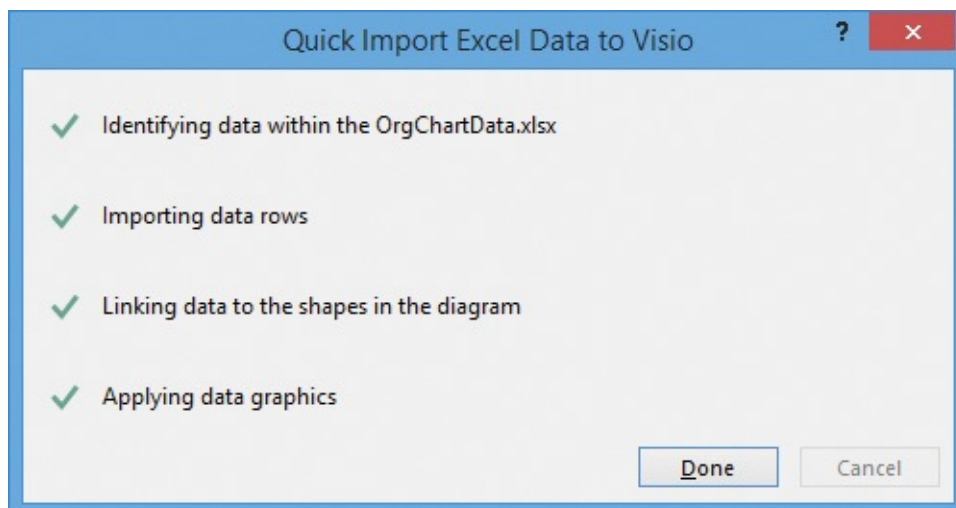 Quick Import Excel Data to Visio
?
Identifying data within the OrgChartData.xlsx
Importing data rows
Linking data to the shapes in the diagram
Applying data graphics
Done
Cancel